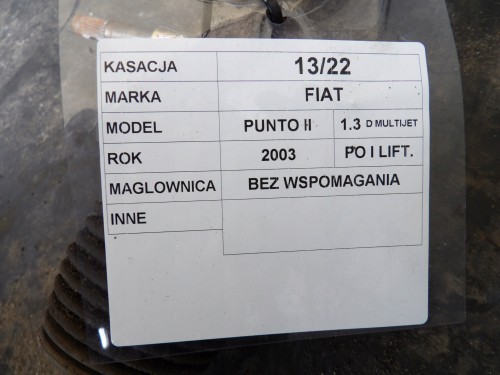 KASACJA 13/22
MARKA FIAT
MODEL PUNTO II 1.3 D MULTIJET
ROK 2003 PO I LIFT.
MAGLOWNICA BEZ WSPOMAGANIA
INNE